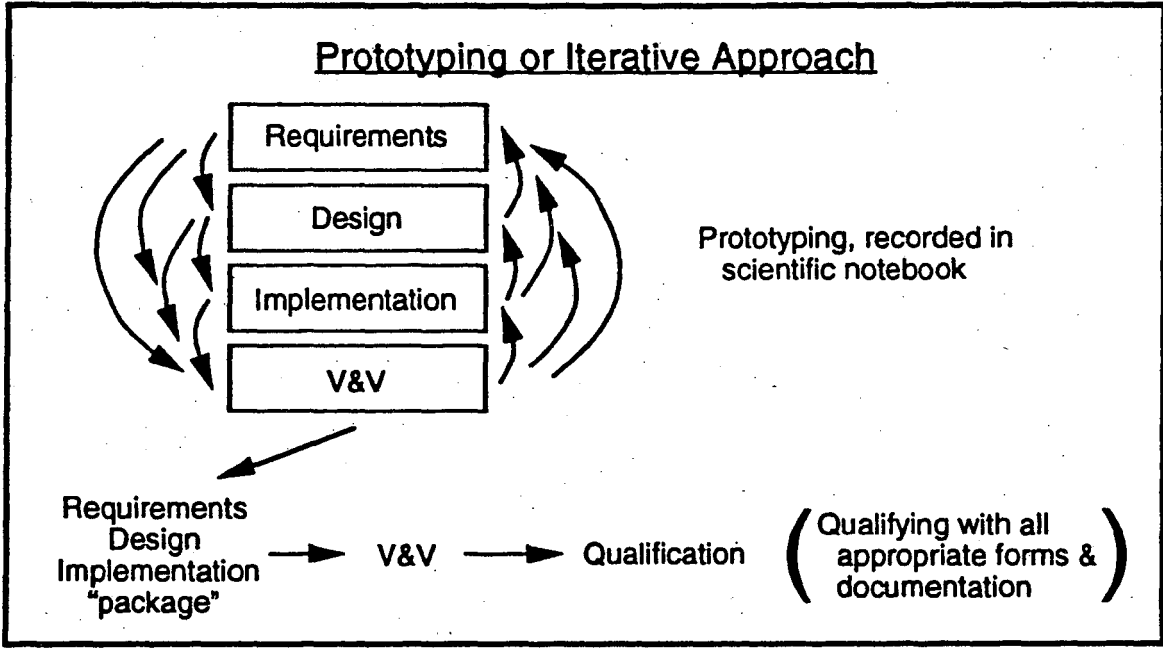 Prototyping or Iterative Approach
Requirements
Design
Implementation
V&V
Prototyping, recorded in
scientific notebook
Requirements
Design
Implementation
"package"
V&V
Qualification
(Qualifying with all
appropriate forms &
documentation)